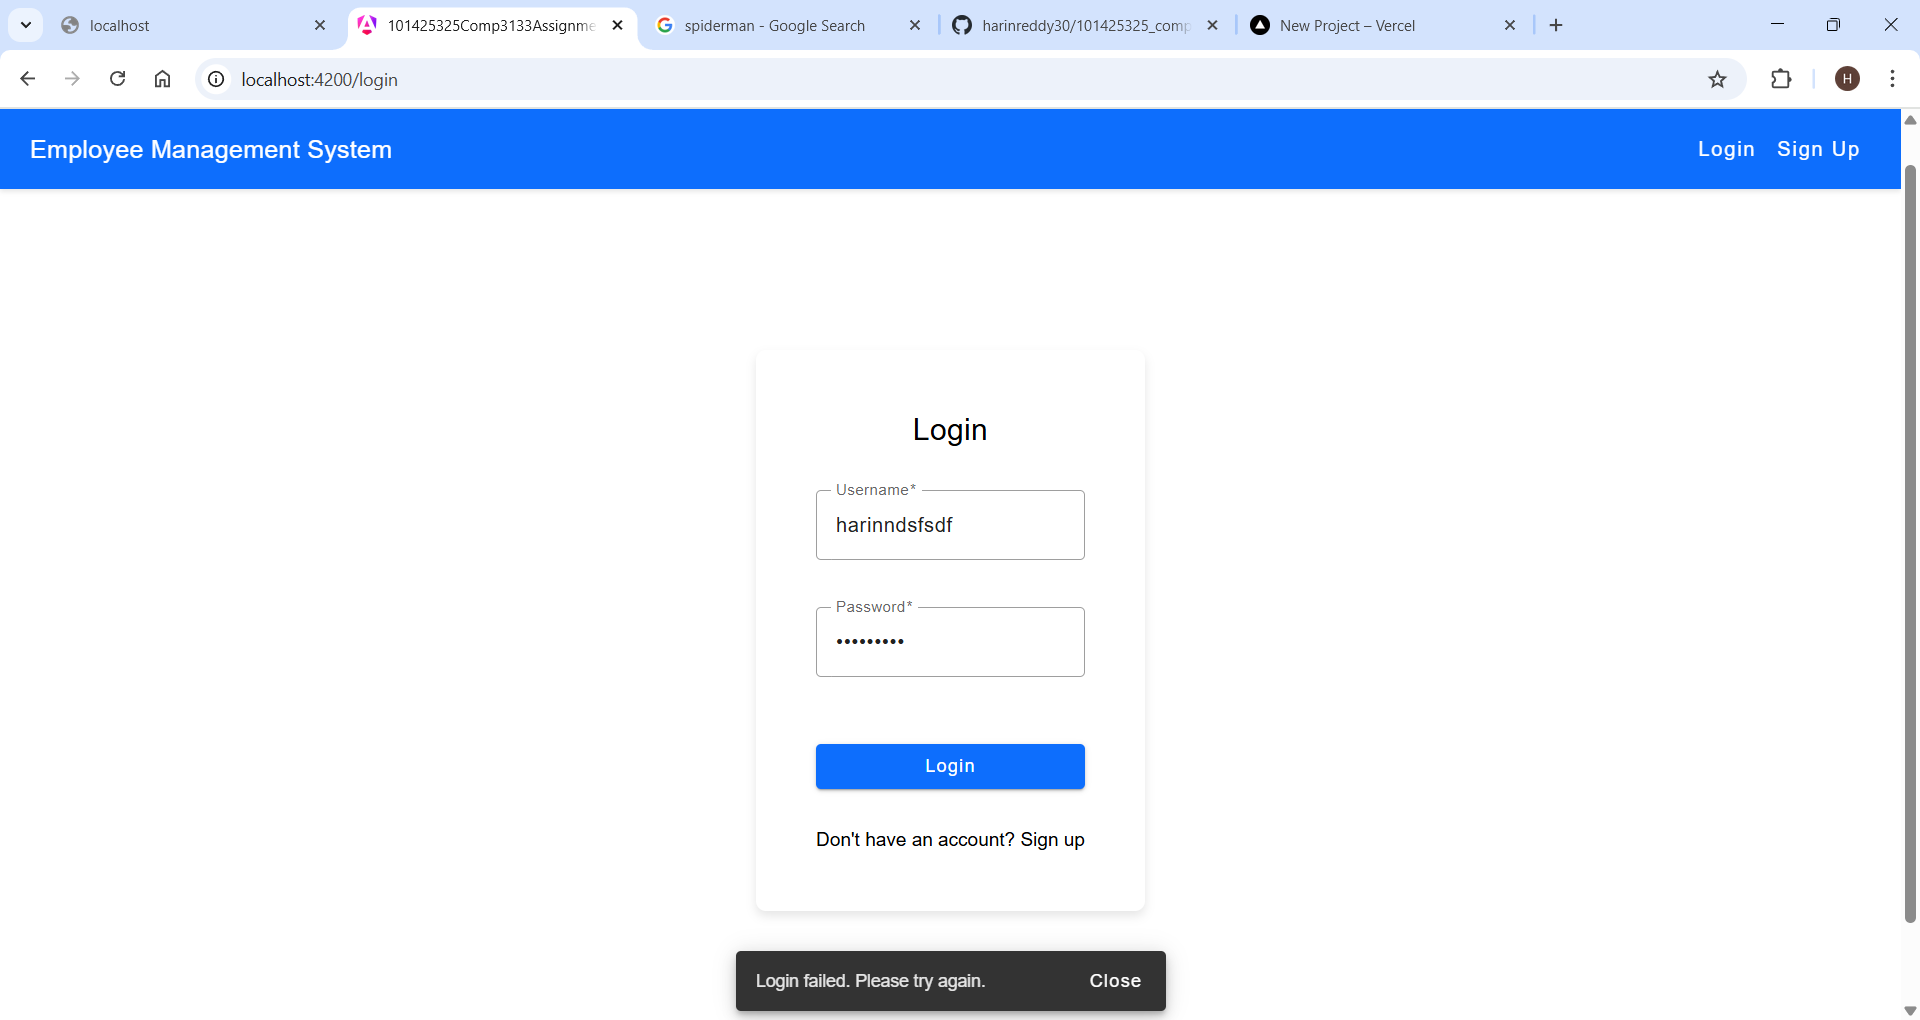 localhost
101425325Comp3133Assignme
spiderman - Google Search
harinreddy30/101425325_comp
New Project – Vercel
localhost:4200/login
H
Employee Management System
Login
Sign Up
Login
Username*
harinndsfsdf
Password*
•••••••••
Login
Don't have an account? Sign up
Login failed. Please try again.
Close